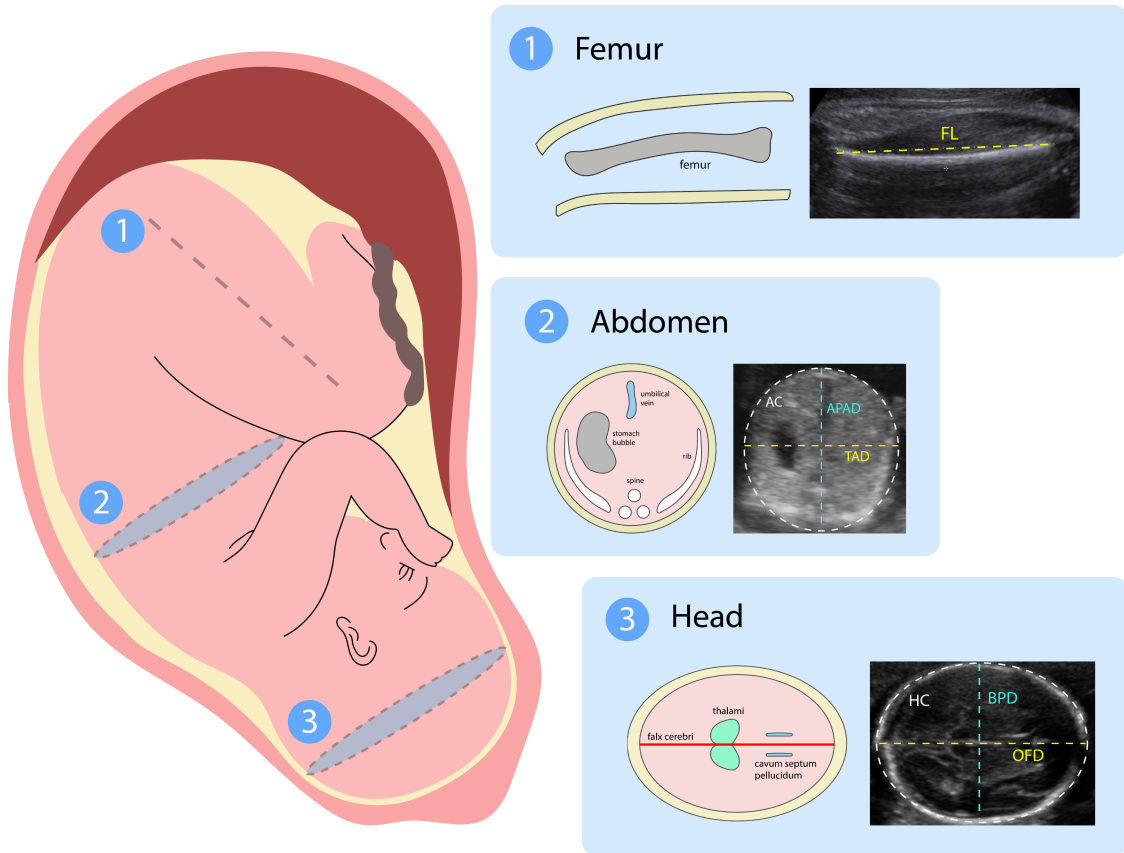 1
2
3
1 Femur
femur
FL
2 Abdomen
umbilical
vein
stomach
bubble
rib
spine
AC
APAD
TAD
3 Head
thalami
falx cerebri
cavum septum
pellucidum
HC
BPD
OFD